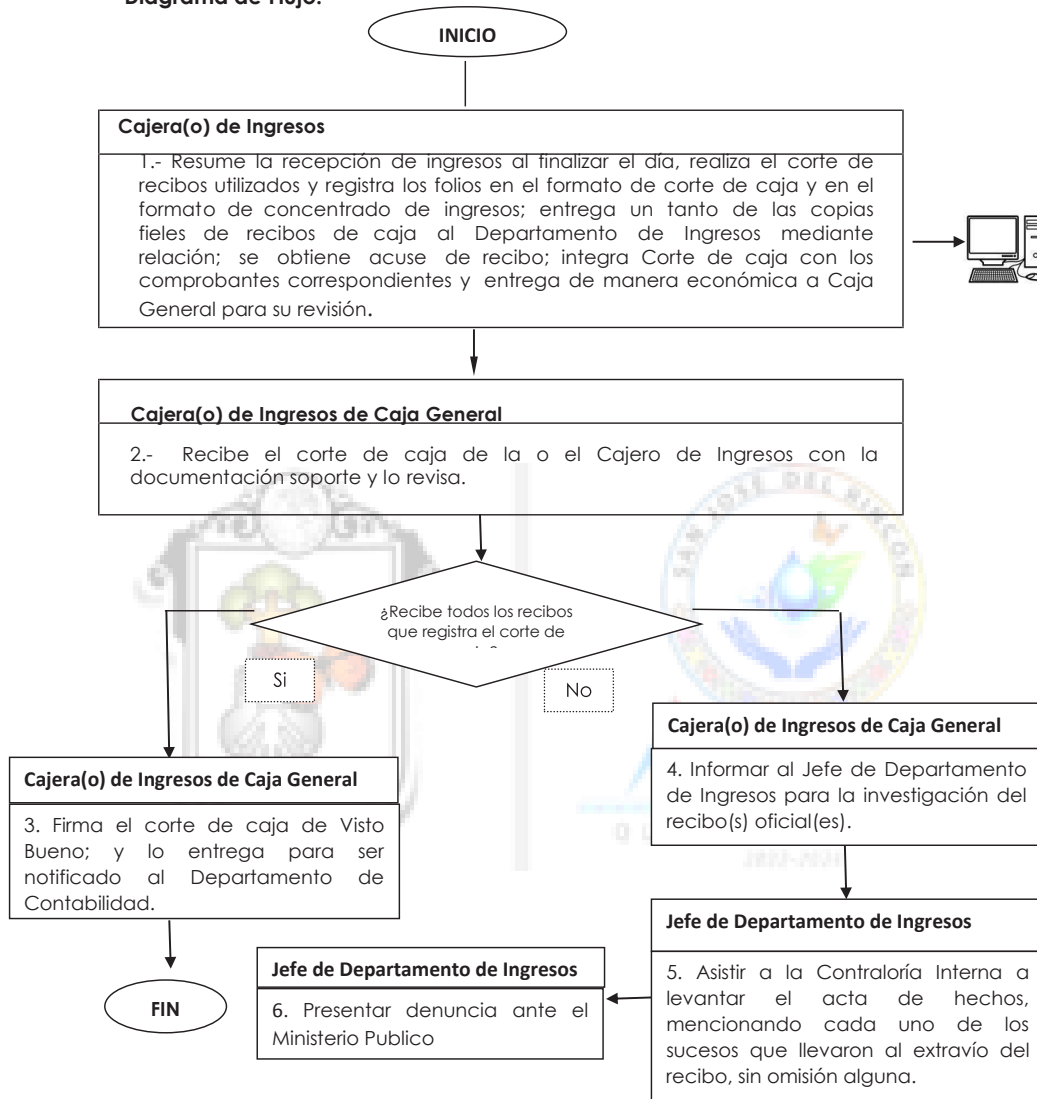 Diagrama de Flujo.
INICIO
Cajera(o) de Ingresos
1.- Resume la recepción de ingresos al finalizar el día, realiza el corte de
recibos utilizados y registra los folios en el formato de corte de caja y en el
formato de concentrado de ingresos; entrega un tanto de las copias
fieles de recibos de caja al Departamento de Ingresos mediante
relación; se obtiene acuse de recibo; integra Corte de caja con los
comprobantes correspondientes y entrega de manera económica a Caja
General para su revisión.
Cajera(o) de Ingresos de Caja General
2.- Recibe el corte de caja de la o el Cajero de Ingresos con la
documentación soporte y lo revisa.
SAN JOSE DEL RINCON
¿Recibe todos los recibos
que registra el corte de
Si
No
Cajera(o) de Ingresos de Caja General
3. Firma el corte de caja de Visto
Bueno; y lo entrega para ser
notificado al Departamento de
Contabilidad.
FIN
Cajera(o) de Ingresos de Caja General
4. Informar al Jefe de Departamento
de Ingresos para la investigación del
recibo(s) oficial(es).
Jefe de Departamento de Ingresos
5. Asistir a la Contraloría Interna a
levantar el acta de hechos,
mencionando cada uno de los
sucesos que llevaron al extravío del
recibo, sin omisión alguna.
Jefe de Departamento de Ingresos
6. Presentar denuncia ante el
Ministerio Publico